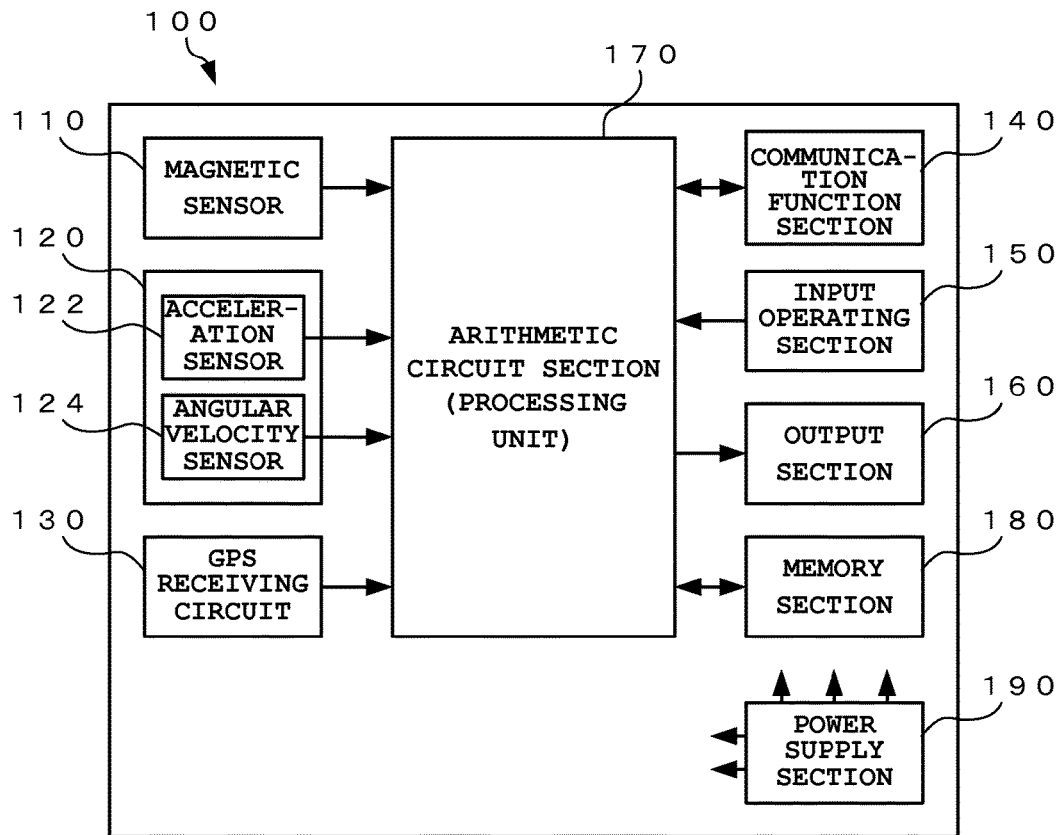 100
170
110
MAGNETIC
SENSOR
120
122
ACCELER-
ATION
SENSOR
124
ANGULAR
VELOCITY
SENSOR
130
GPS
RECEIVING
CIRCUIT
ARITHMETIC
CIRCUIT SECTION
(PROCESSING
UNIT)
140
COMMUNICA-
TION
FUNCTION
SECTION
150
INPUT
OPERATING
SECTION
160
OUTPUT
SECTION
180
MEMORY
SECTION
190
POWER
SUPPLY
SECTION